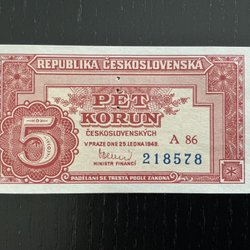 REPUBLIKA ČESKOSLOVENSKÁ
PĚT
KORUN
ČESKOSLOVENSKÝCH
V PRAZE DNE 25. LEDNA 1949.
A 86
5
218578
MINISTR FINANCÍ
PADĚLÁNÍ SE TRESTÁ PODLE ZÁKONA